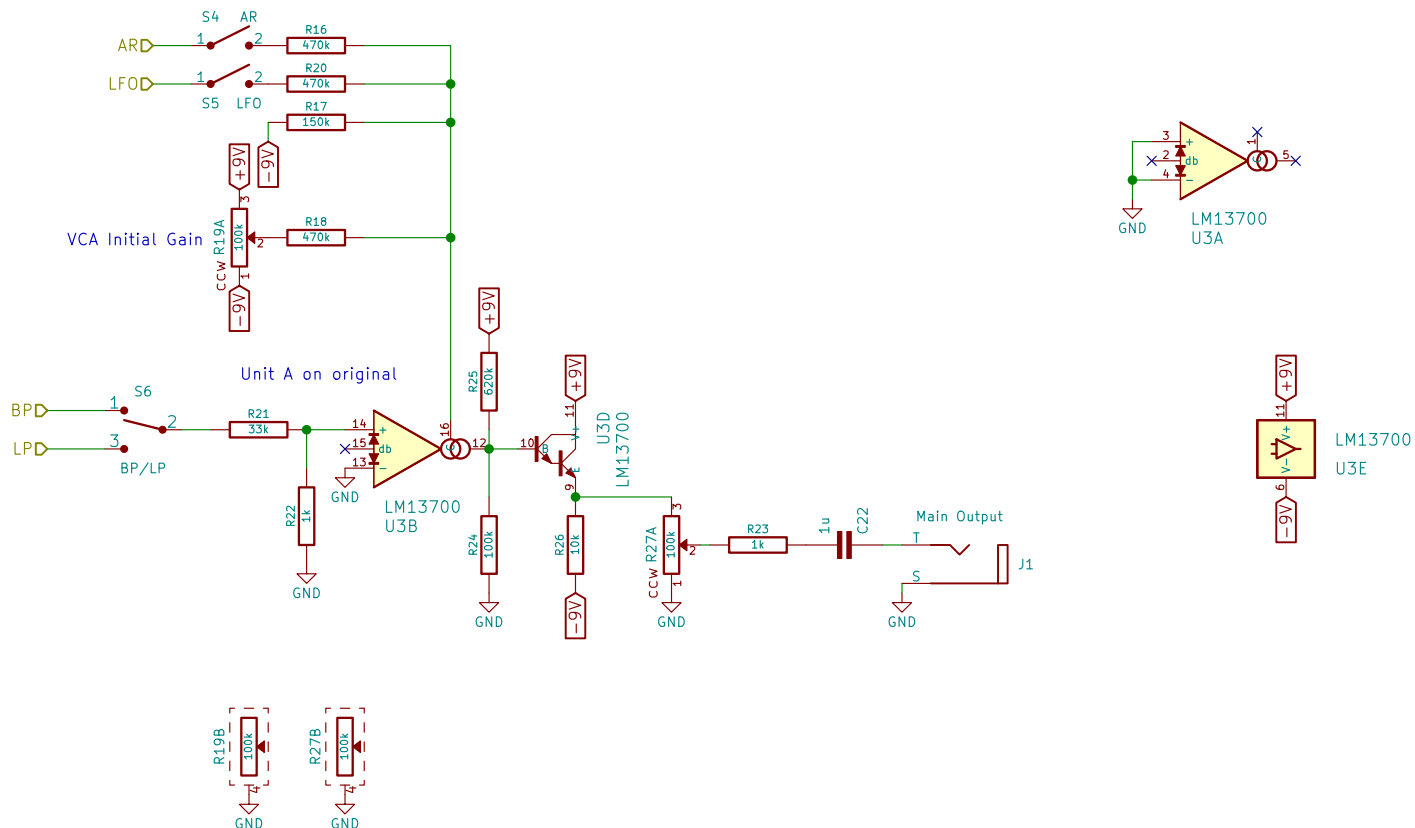 S4 AR
AR 1 2 R16 470k
LFO 1 2 R20 470k
S5 LFO
R17 150k
-9V
+9V
3
VCA Initial Gain R19A 100k 2 R18 470k
CCW 1
-9V
3 + 1
2 db G 5
4 -
GND
LM13700
U3A
Unit A on original
+9V
R25 620k
+9V
11
BP 1 S6
2 R21 33k
LP 3
BP/LP
14 + 16
15 db G 12
13 -
GND
LM13700
U3B
10 B V+ E 9
U3D
LM13700
R22 1k
GND
R24 100k
GND
R26 10k
-9V
3
R27A 100k 2
CCW 1
GND
R23 1k
1u C22
Main Output
T
S
J1
GND
+9V
11
V+
V-
6
-9V
LM13700
U3E
R19B 100k
4
GND
R27B 100k
4
GND